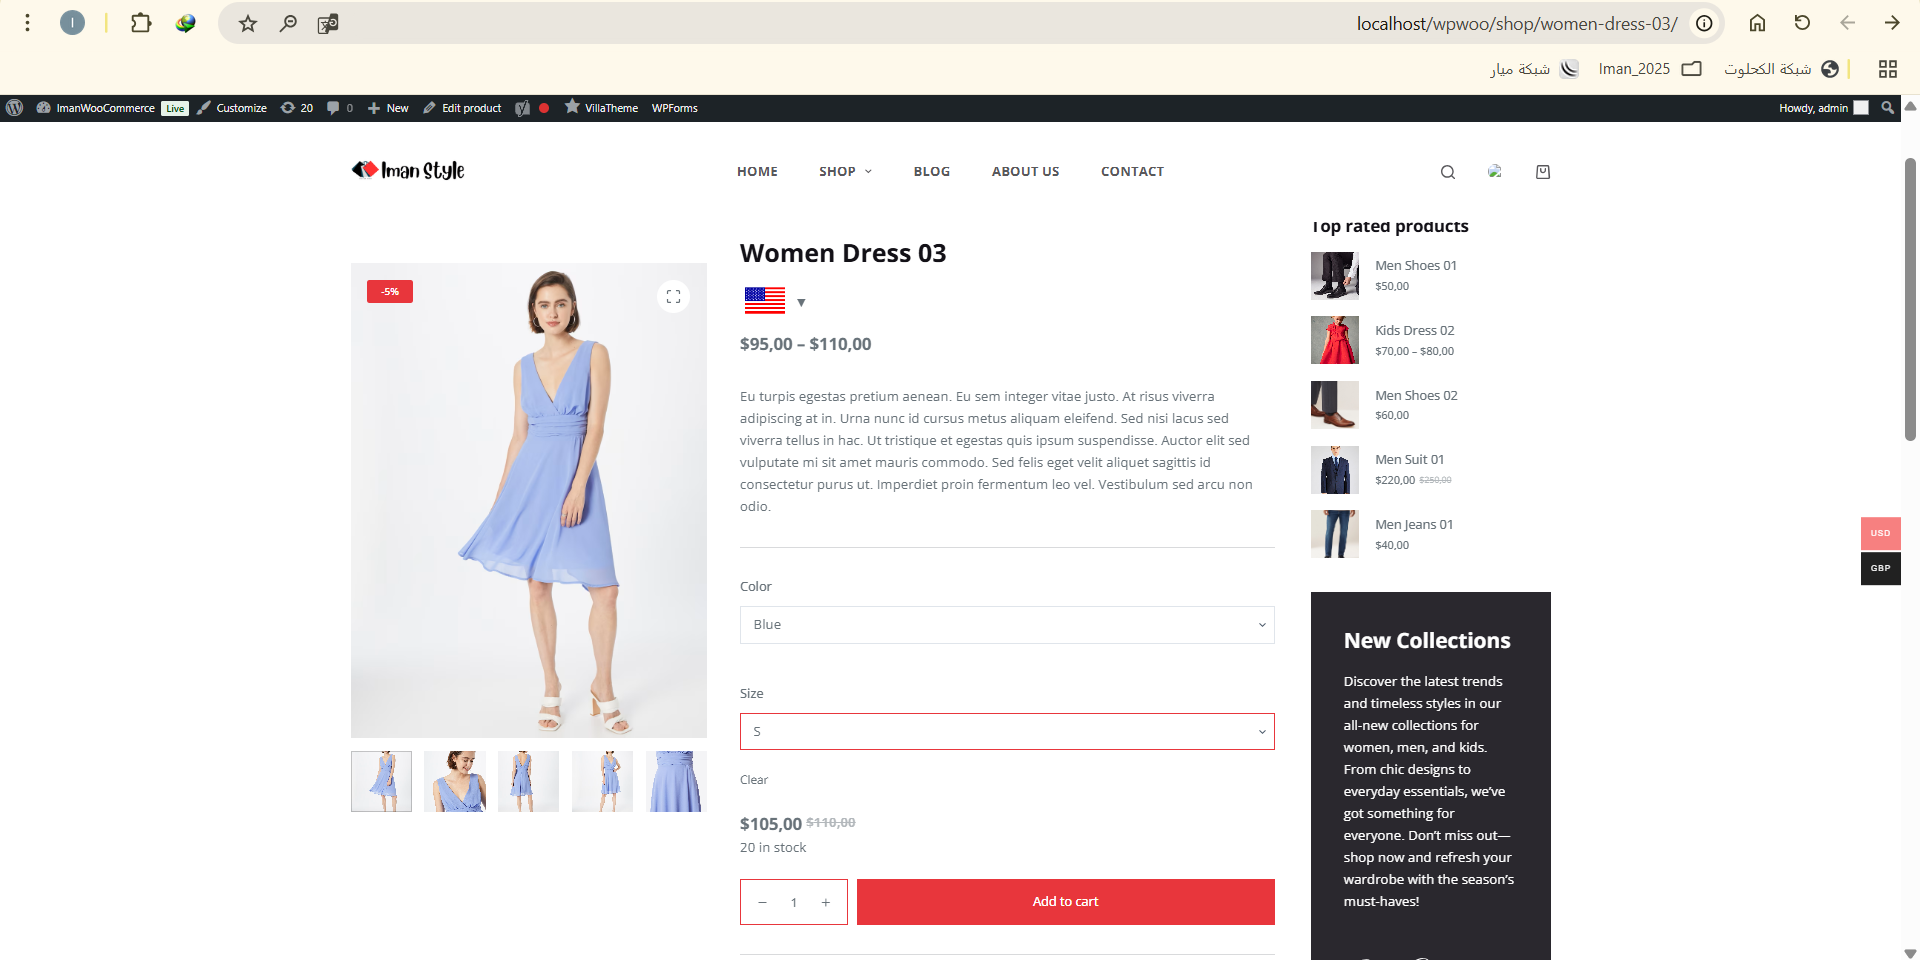 I
localhost/wpwoo/shop/women-dress-03/
شبكة ميار
Iman_2025
شبكة الكحلوت
ImanWooCommerce Live Customize 20 0 New Edit product VillaTheme WPForms
Howdy, admin
Iman Style
HOME SHOP BLOG ABOUT US CONTACT
-5%
Women Dress 03
$95,00 – $110,00
Eu turpis egestas pretium aenean. Eu sem integer vitae justo. At risus viverra
adipiscing at in. Urna nunc id cursus metus aliquam eleifend. Sed nisi lacus sed
viverra tellus in hac. Ut tristique et egestas quis ipsum suspendisse. Auctor elit sed
vulputate mi sit amet mauris commodo. Sed felis eget velit aliquet sagittis id
consectetur purus ut. Imperdiet proin fermentum leo vel. Vestibulum sed arcu non
odio.
Color
Blue
Size
S
Clear
$105,00 $110,00
20 in stock
− 1 +
Add to cart
Top rated products
Men Shoes 01
$50,00
Kids Dress 02
$70,00 – $80,00
Men Shoes 02
$60,00
Men Suit 01
$220,00 $250,00
Men Jeans 01
$40,00
USD
GBP
New Collections
Discover the latest trends
and timeless styles in our
all-new collections for
women, men, and kids.
From chic designs to
everyday essentials, we've
got something for
everyone. Don't miss out—
shop now and refresh your
wardrobe with the season's
must-haves!